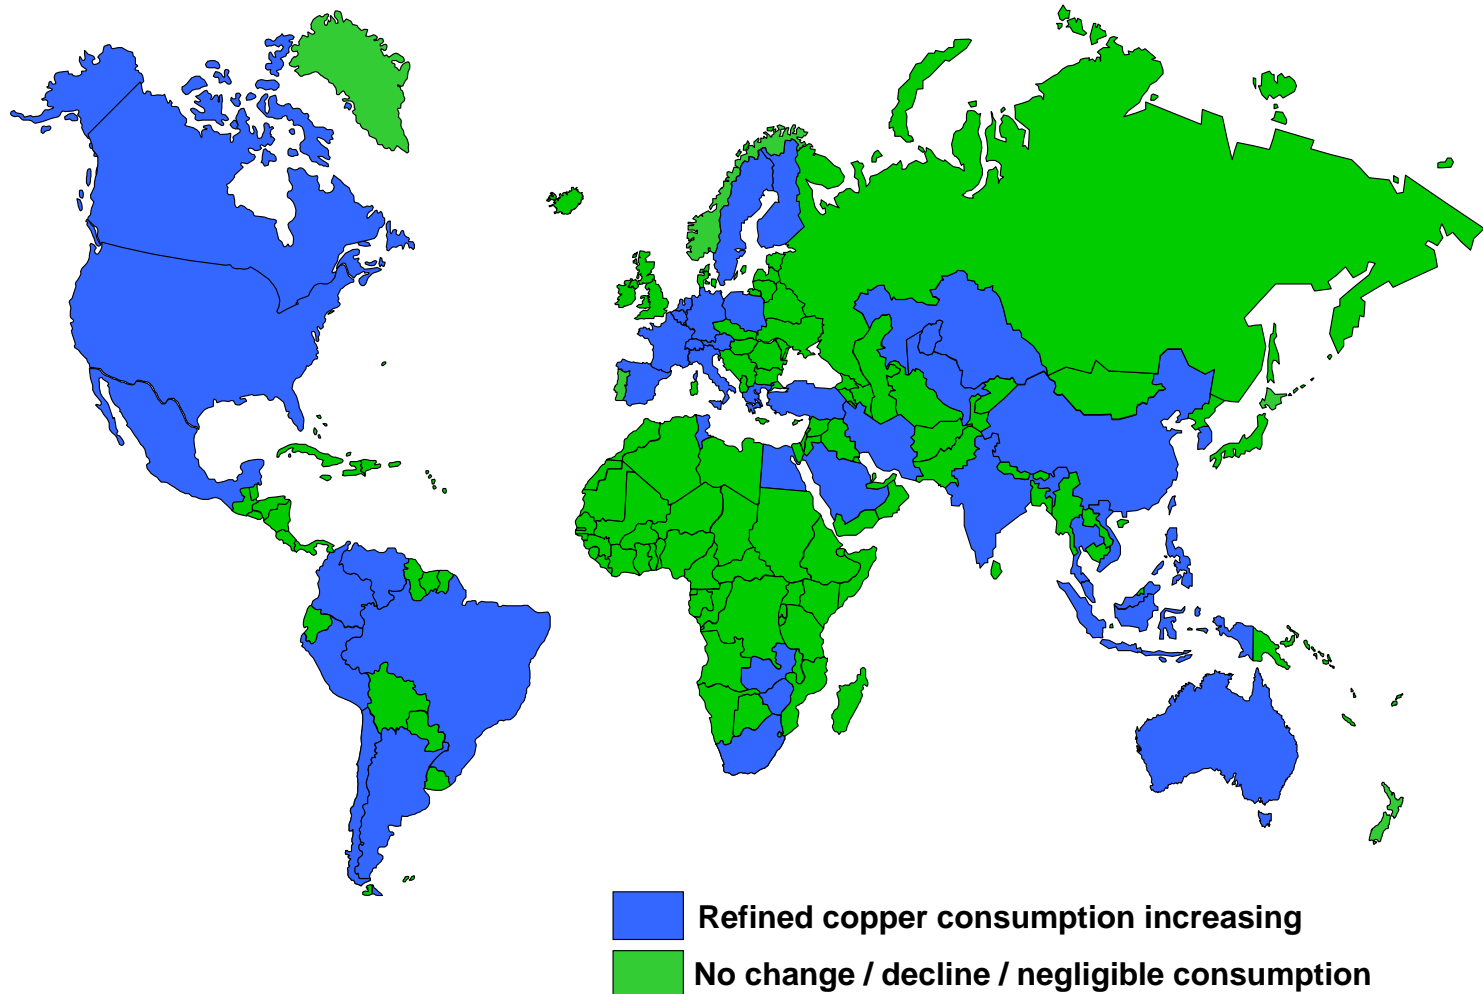 Refined copper consumption increasing
No change / decline / negligible consumption